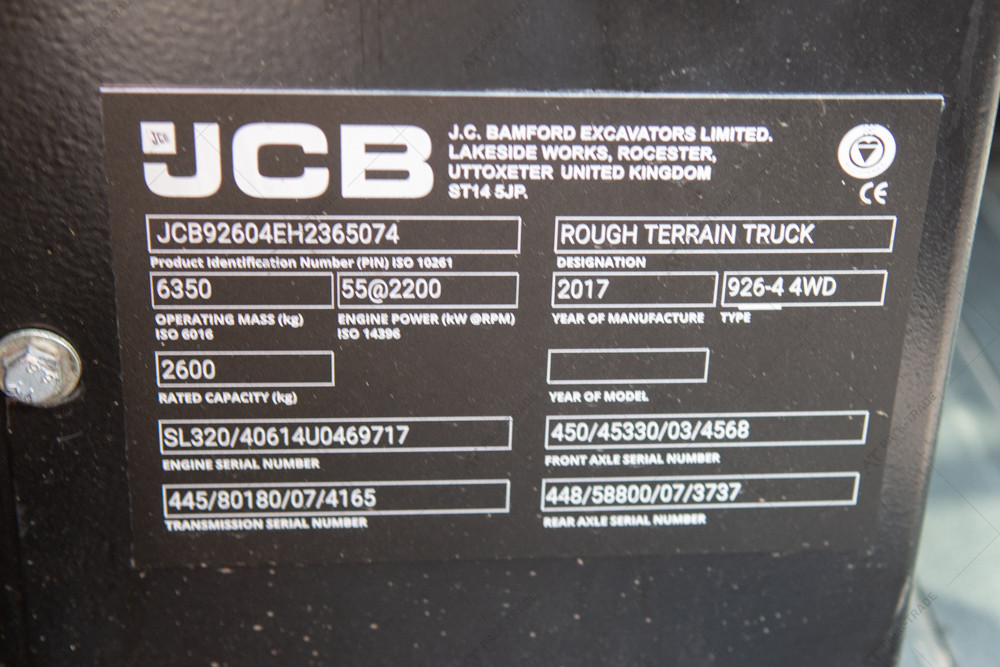 JCB
JCB
J.C. BAMFORD EXCAVATORS LIMITED.
LAKESIDE WORKS, ROCESTER,
UTTOXETER UNITED KINGDOM
ST14 5JP.
CE
JCB92604EH2365074
Product Identification Number (PIN) ISO 10261
ROUGH TERRAIN TRUCK
DESIGNATION
6350
OPERATING MASS (kg)
ISO 6016
55@2200
ENGINE POWER (kW @RPM)
ISO 14396
2017
YEAR OF MANUFACTURE
926-4 4WD
TYPE
2600
RATED CAPACITY (kg)
YEAR OF MODEL
SL320/40614U0469717
ENGINE SERIAL NUMBER
450/45330/03/4568
FRONT AXLE SERIAL NUMBER
445/80180/07/4165
TRANSMISSION SERIAL NUMBER
448/58800/07/3737
REAR AXLE SERIAL NUMBER